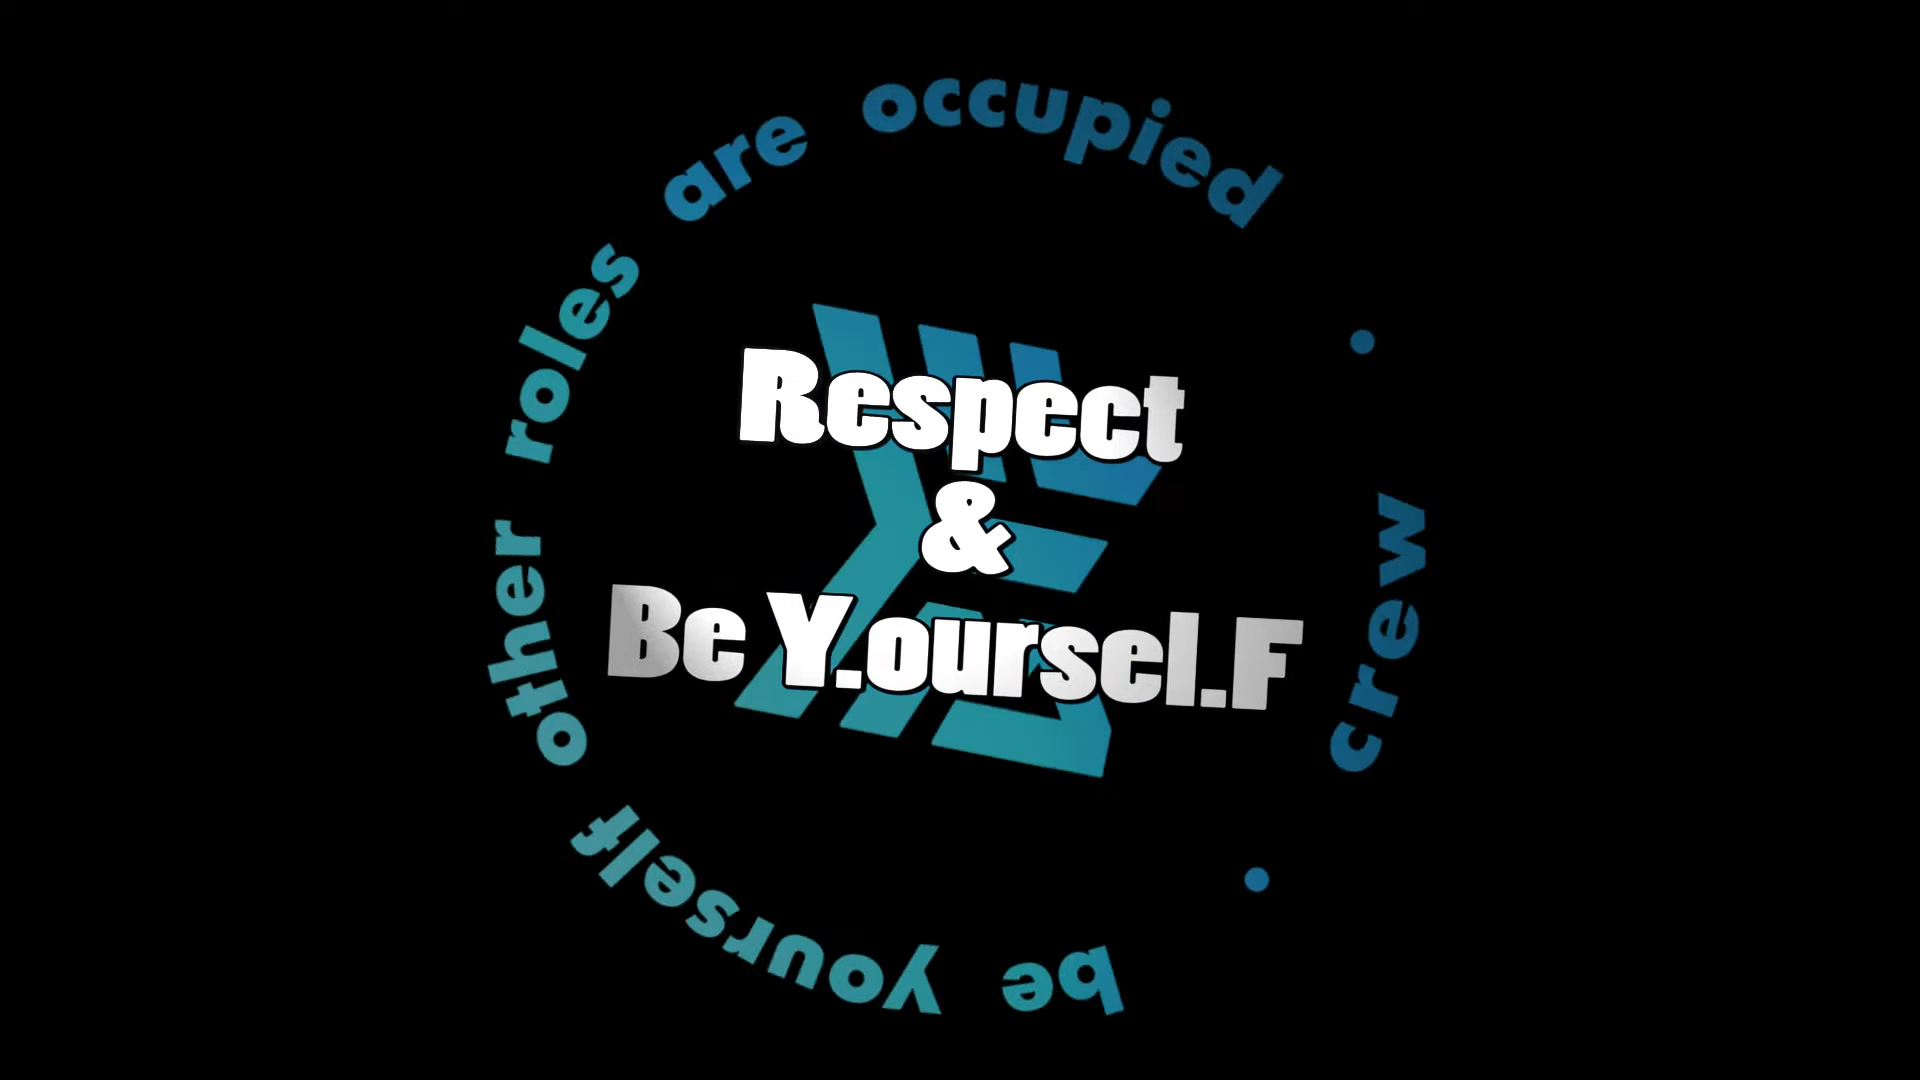 Respect
&
Be Y.oursel.F
be yourself other roles are occupied • crew •